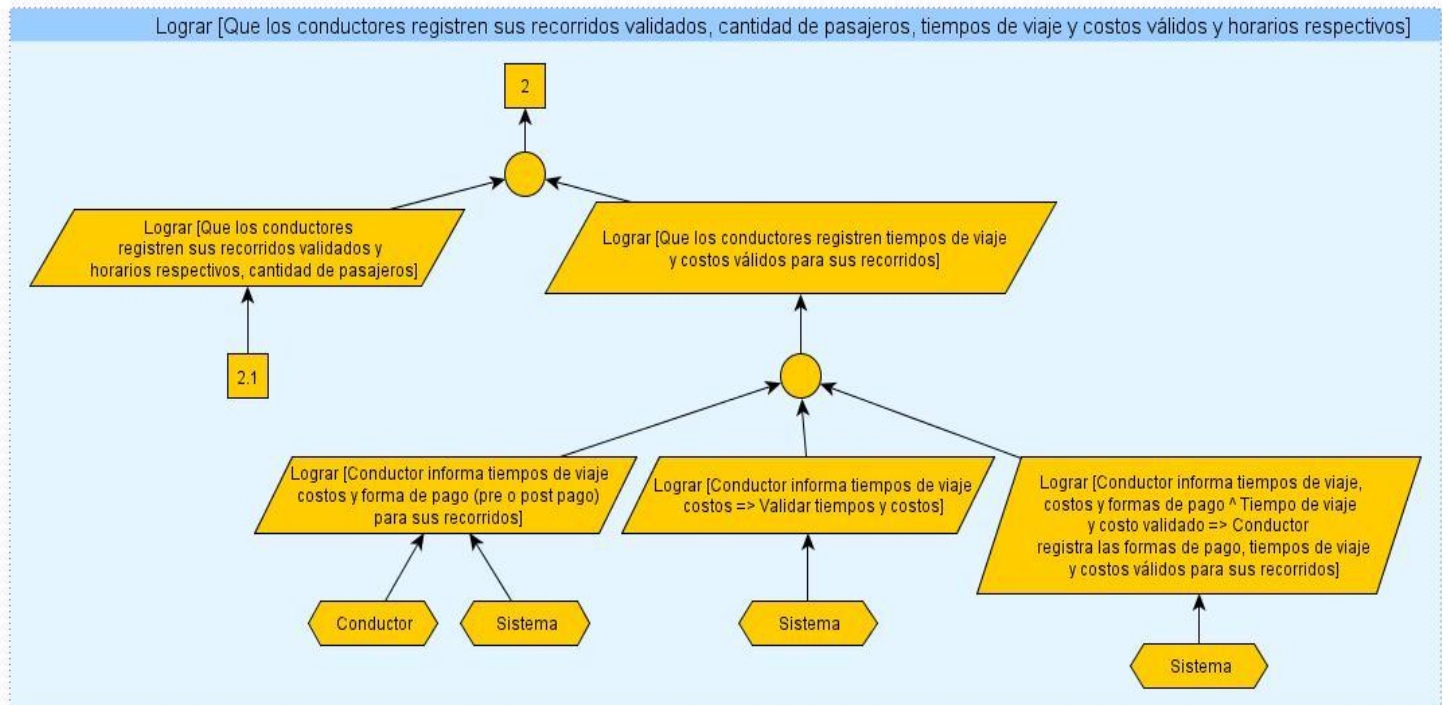 Lograr [Que los conductores registren sus recorridos validados, cantidad de pasajeros, tiempos de viaje y costos válidos y horarios respectivos]
2
Lograr [Que los conductores
registren sus recorridos validados y
horarios respectivos, cantidad de pasajeros]
Lograr [Que los conductores registren tiempos de viaje
y costos válidos para sus recorridos]
2.1
Lograr [Conductor informa tiempos de viaje
costos y forma de pago (pre o post pago)
para sus recorridos]
Lograr [Conductor informa tiempos de viaje
costos => Validar tiempos y costos]
Lograr [Conductor informa tiempos de viaje,
costos y formas de pago ^ Tiempo de viaje
y costo validado => Conductor
registra las formas de pago, tiempos de viaje
y costos válidos para sus recorridos]
Conductor
Sistema
Sistema
Sistema